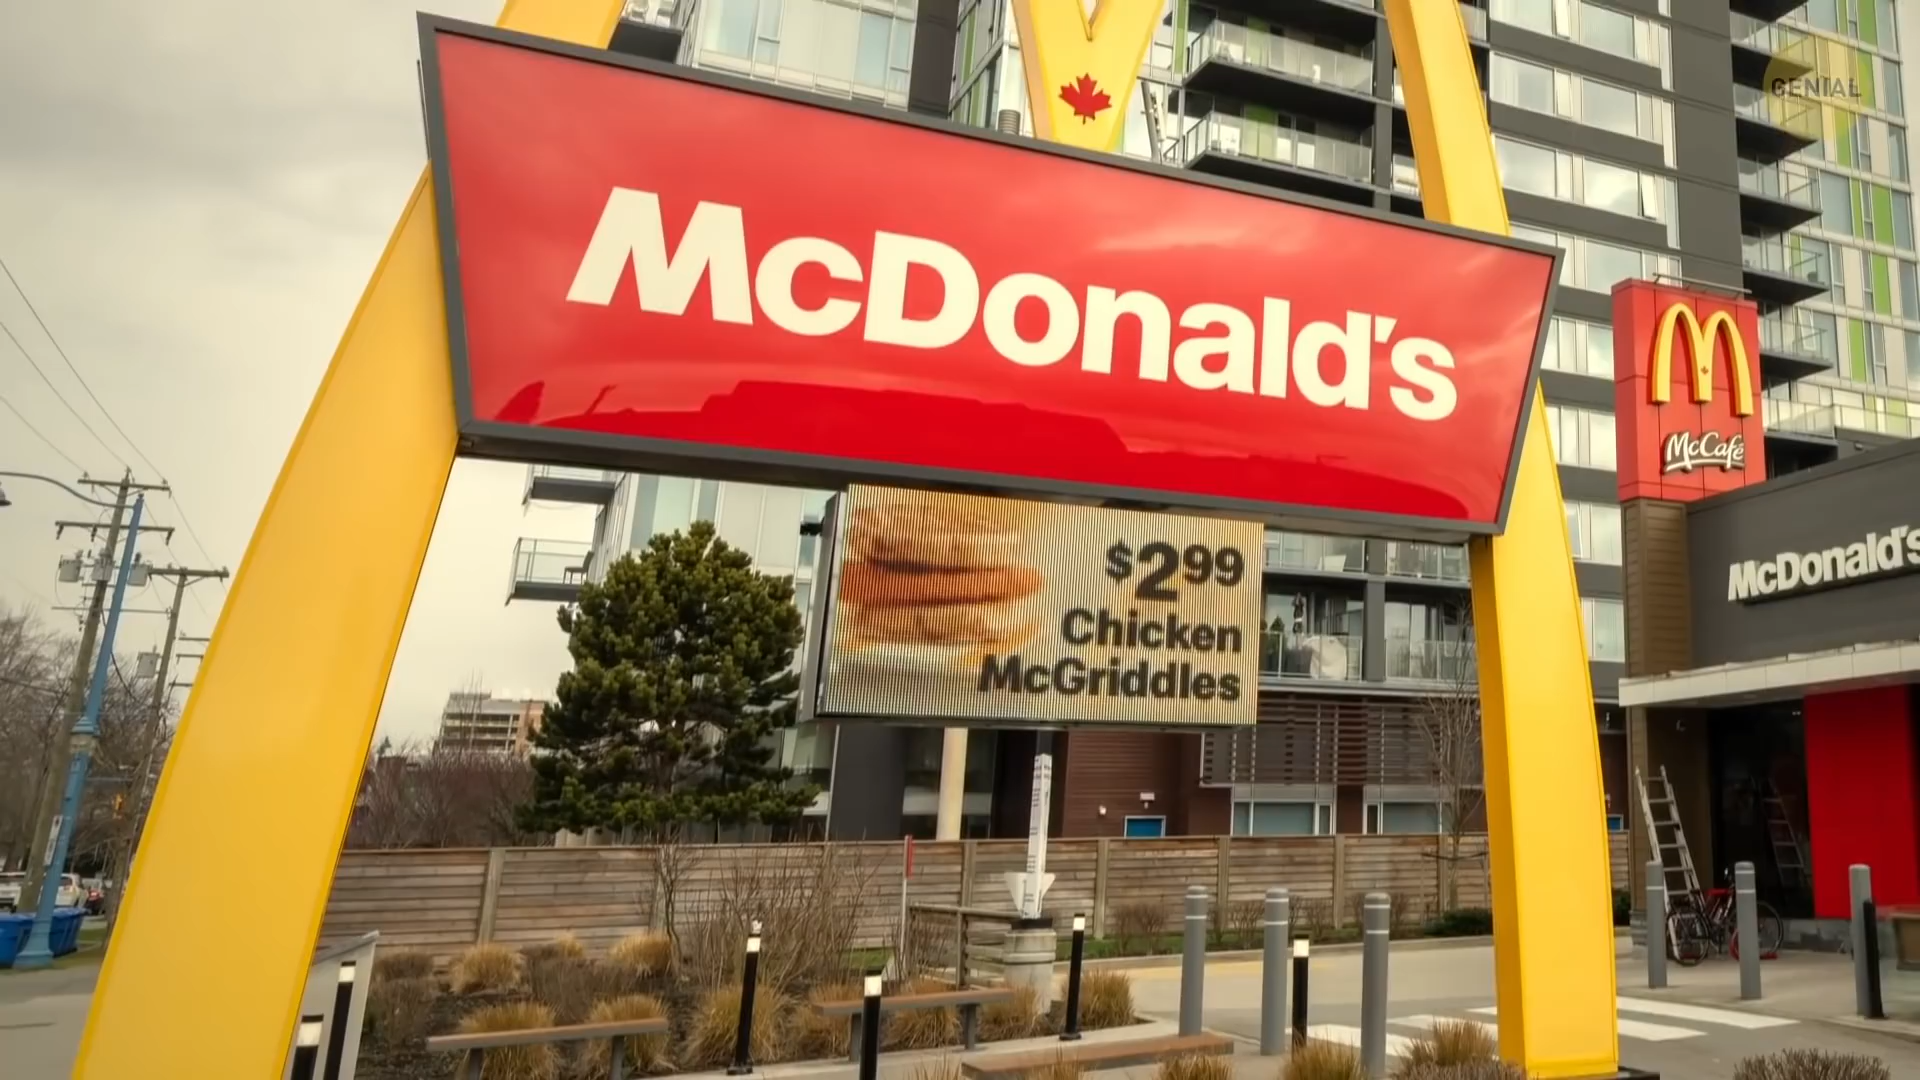 GENIAL
McDonald's
McCafé
McDonald's
$2.99
Chicken
McGriddles